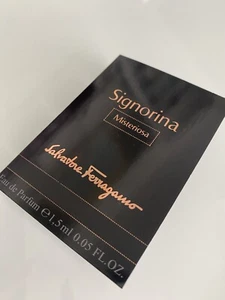 Signorina
Misteriosa
Salvatore Ferragamo
Eau de Parfum e 1,5 ml 0.05 FL.OZ.